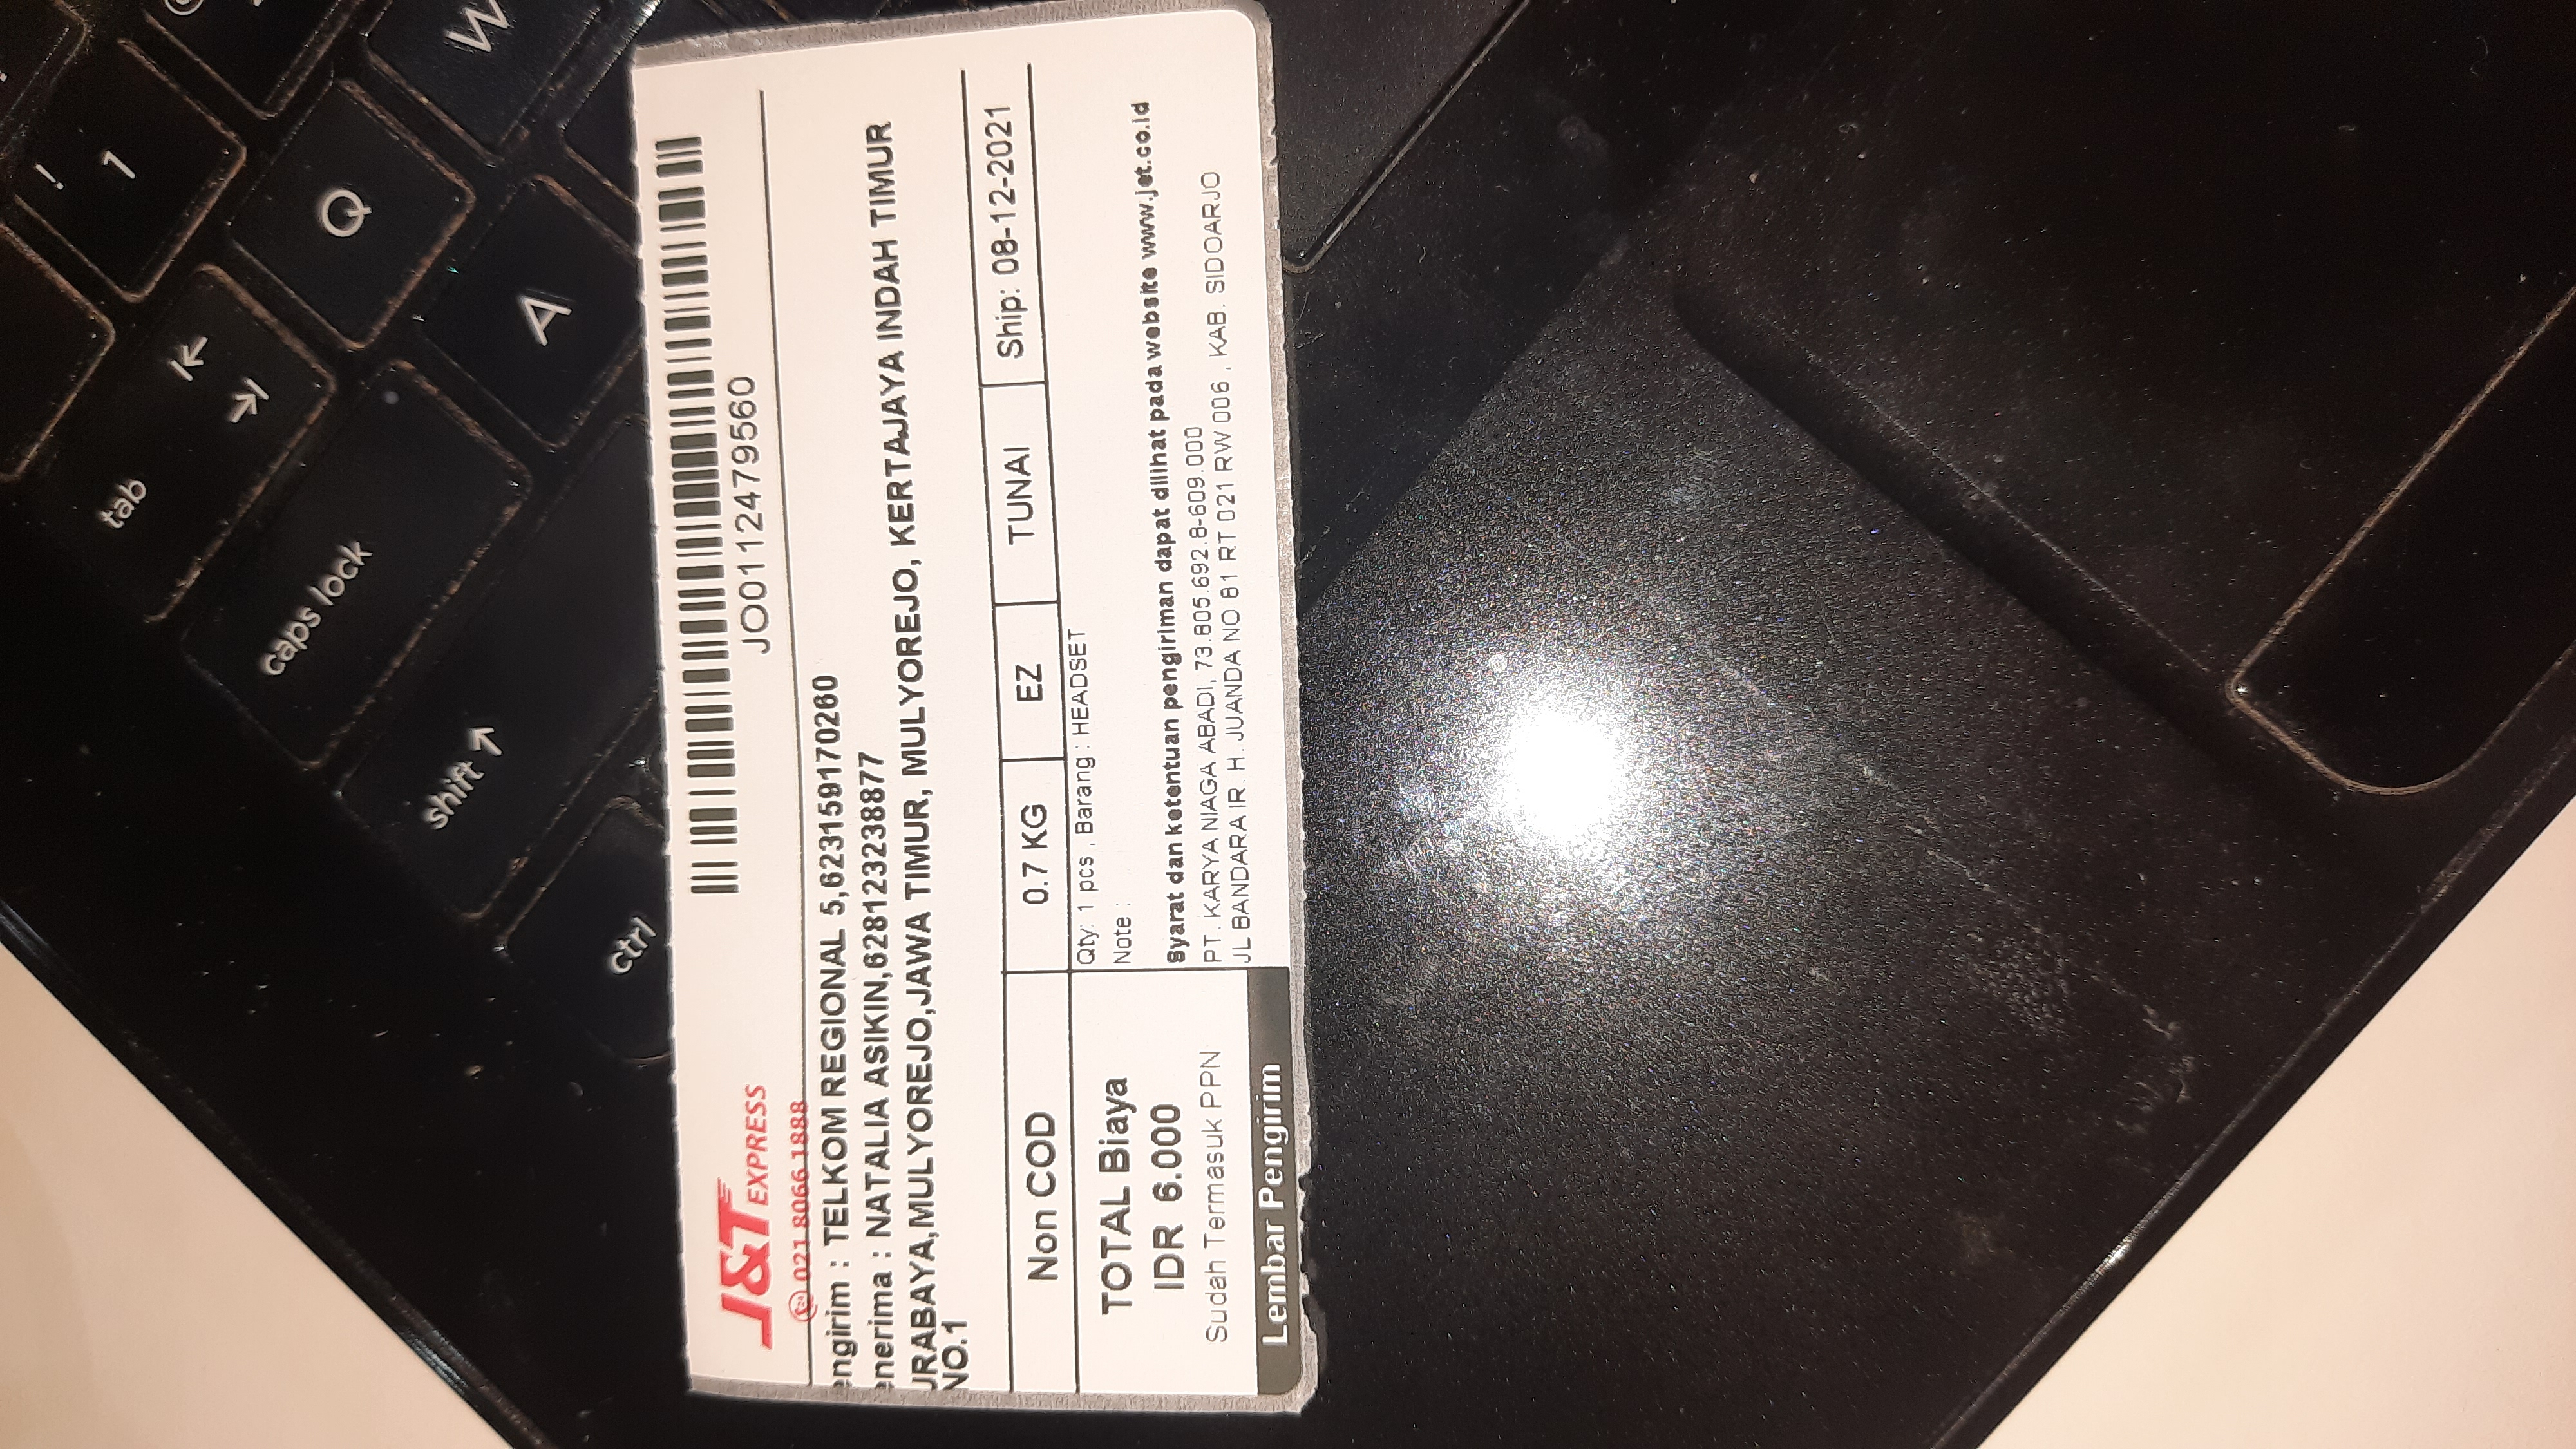 !
1
tab
caps lock
Q
shift
W
A
ctrl
J&T EXPRESS
JO0112479560
021 8066 1888
engirim : TELKOM REGIONAL 5,623159170260
enerima : NATALIA ASIKIN,628123238877
URABAYA,MULYOREJO,JAWA TIMUR, MULYOREJO, KERTAJAYA INDAH TIMUR
NO.1
Non COD
0.7 KG
EZ
TUNAI
Ship: 08-12-2021
TOTAL Biaya
IDR 6.000
Sudah Termasuk PPN
Lembar Pengirim
Qty: 1 pcs , Barang : HEADSET
Note :
Syarat dan ketentuan pengiriman dapat dilihat pada website www.jet.co.id
PT. KARYA NIAGA ABADI, 73.805.692.8-609.000
JL BANDARA IR. H. JUANDA NO 81 RT 021 RW 006 , KAB. SIDOARJO